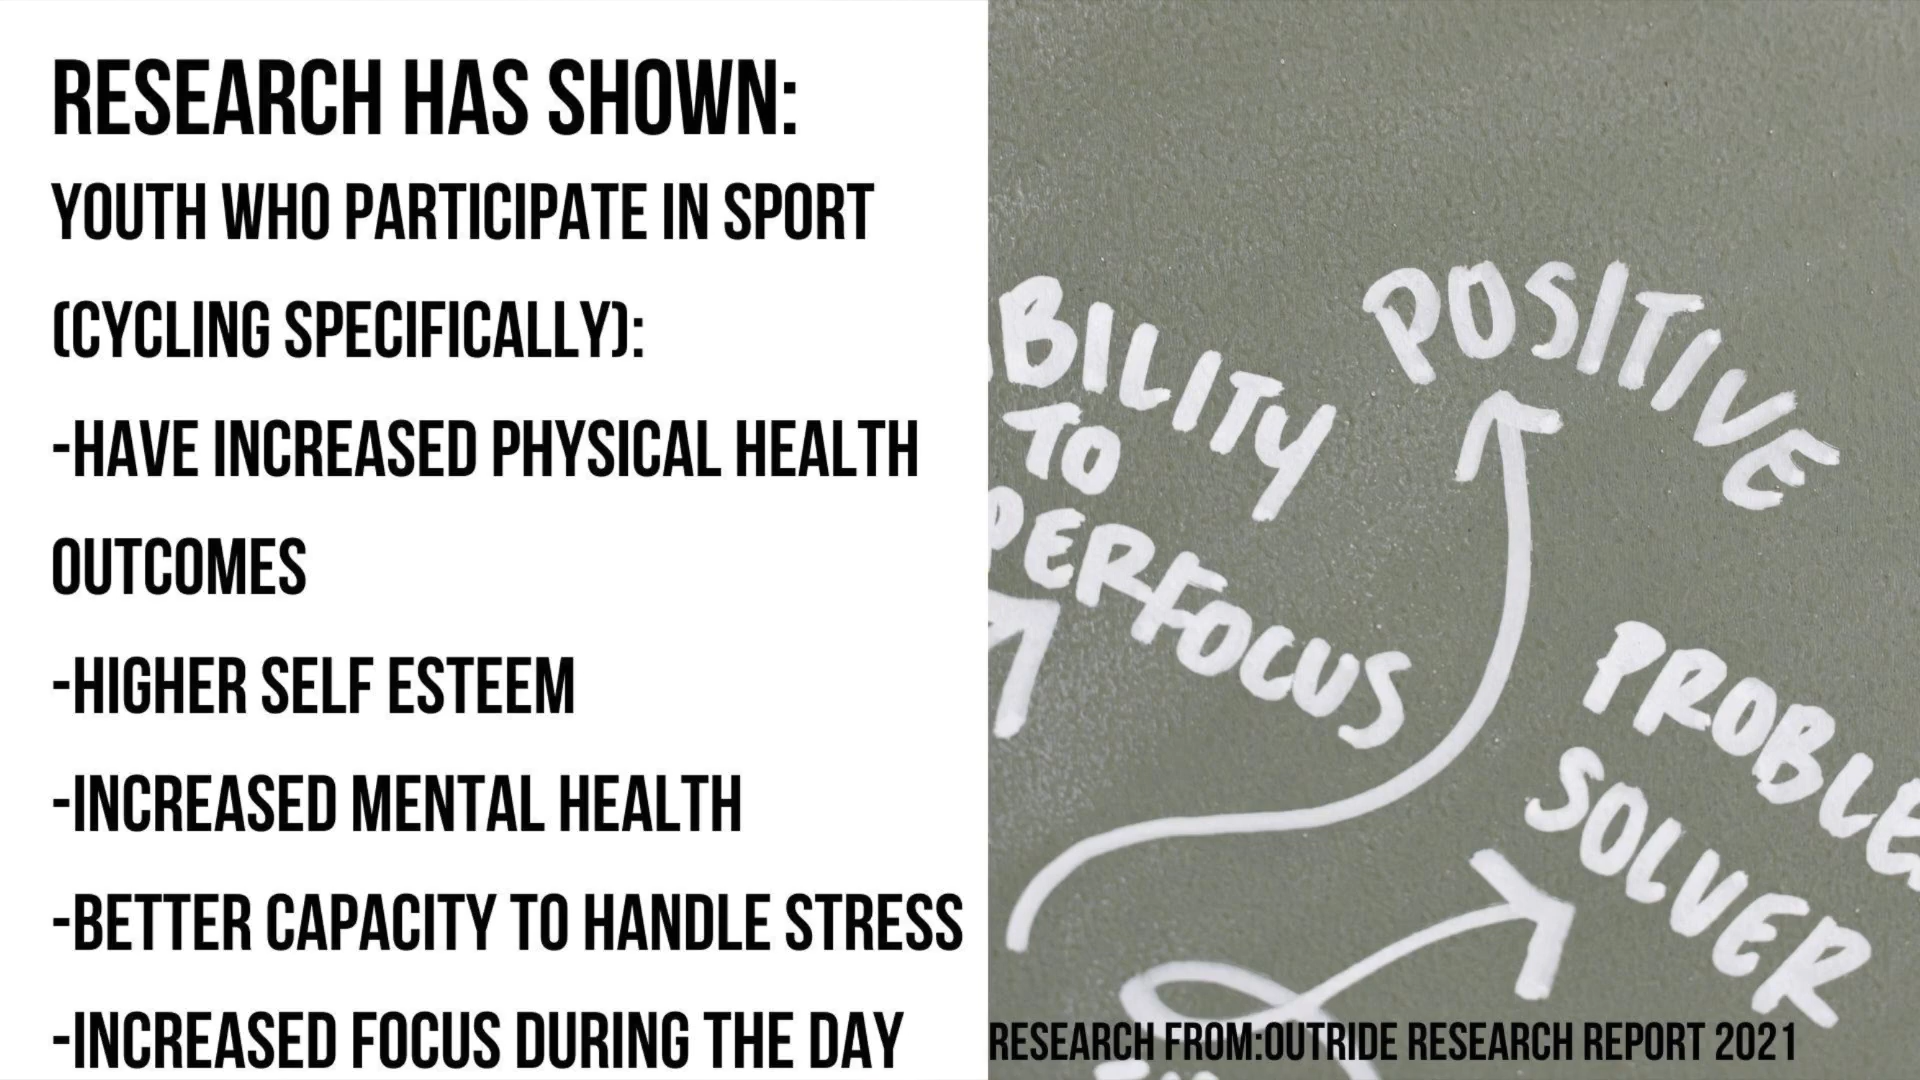 RESEARCH HAS SHOWN:
YOUTH WHO PARTICIPATE IN SPORT
(CYCLING SPECIFICALLY):
-HAVE INCREASED PHYSICAL HEALTH
OUTCOMES
-HIGHER SELF ESTEEM
-INCREASED MENTAL HEALTH
-BETTER CAPACITY TO HANDLE STRESS
-INCREASED FOCUS DURING THE DAY
BILITY
TO
PERFOCUS
POSITIVE
PROBLE
SOLVER
RESEARCH FROM:OUTRIDE RESEARCH REPORT 2021